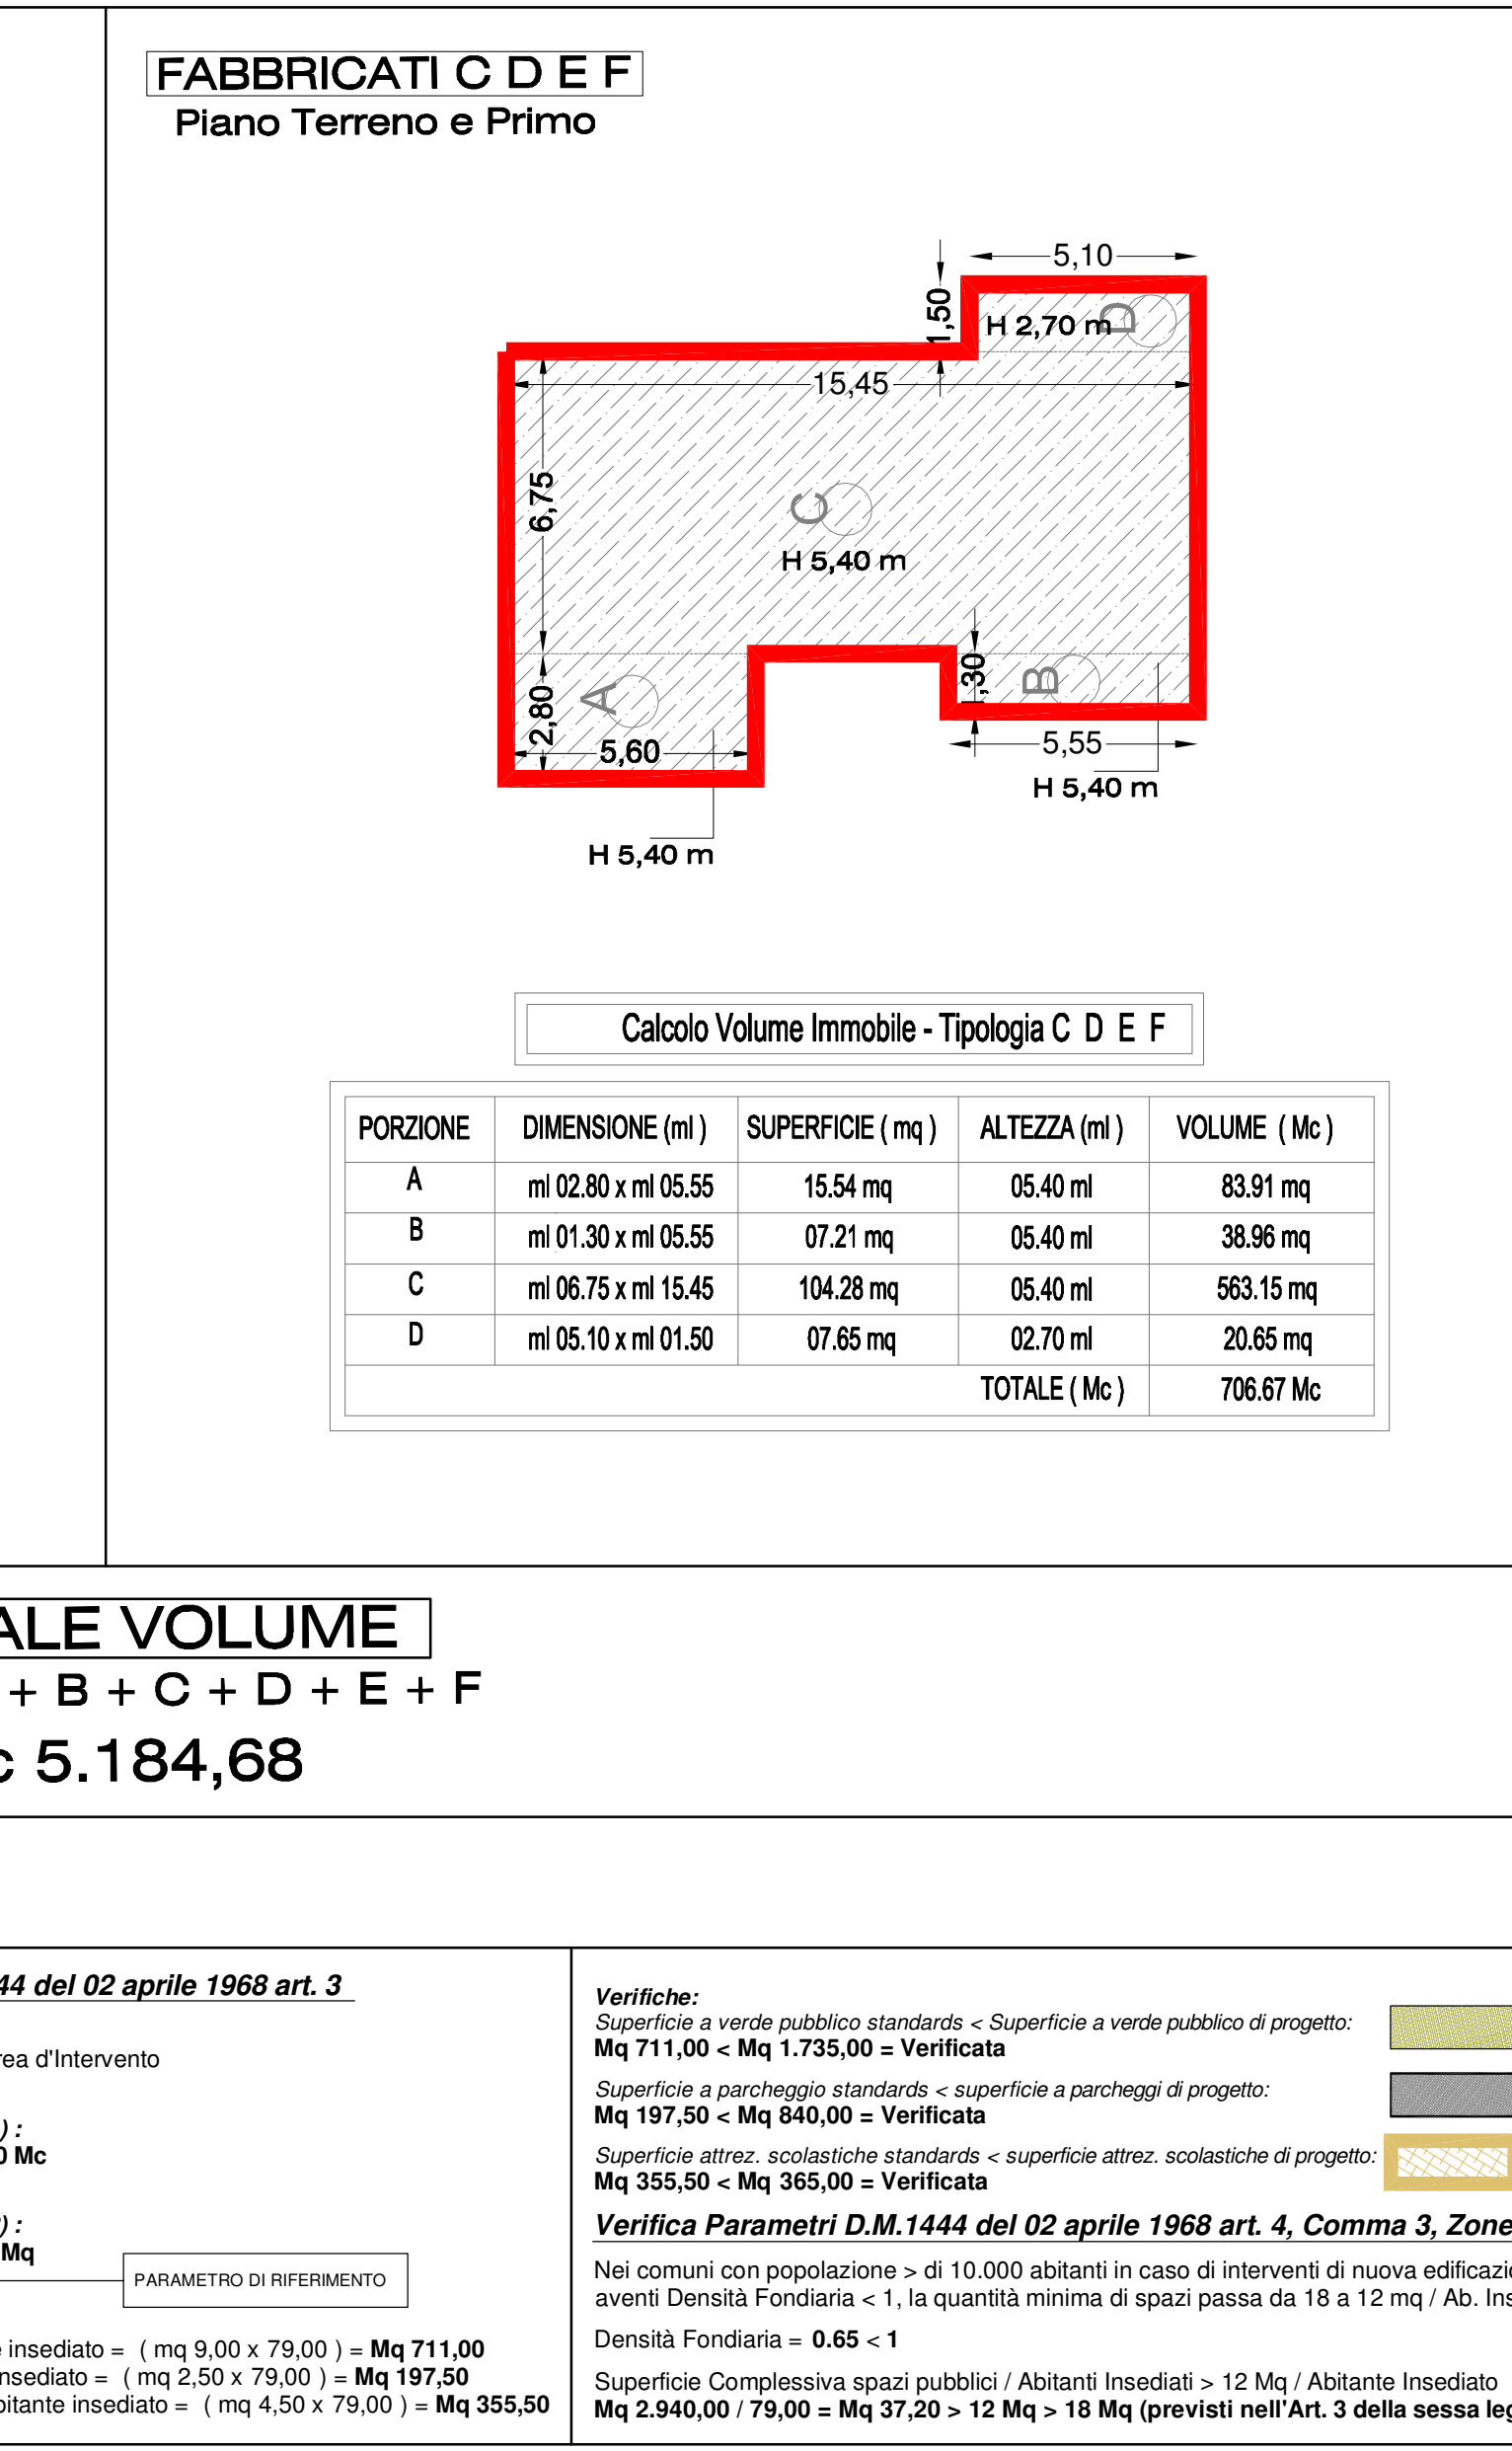 FABBRICATI C D E F
Piano Terreno e Primo
5,10
1,50
H 2,70 m
D
15,45
6,75
C
H 5,40 m
1,30
B
A
2,80
5,60
5,55
H 5,40 m
H 5,40 m
Calcolo Volume Immobile - Tipologia C D E F
PORZIONE DIMENSIONE (ml ) SUPERFICIE ( mq ) ALTEZZA (ml ) VOLUME ( Mc )
A ml 02.80 x ml 05.55 15.54 mq 05.40 ml 83.91 mq
B ml 01.30 x ml 05.55 07.21 mq 05.40 ml 38.96 mq
C ml 06.75 x ml 15.45 104.28 mq 05.40 ml 563.15 mq
D ml 05.10 x ml 01.50 07.65 mq 02.70 ml 20.65 mq
TOTALE ( Mc ) 706.67 Mc
ALE VOLUME
+ B + C + D + E + F
c 5.184,68
44 del 02 aprile 1968 art. 3
rea d'Intervento
) :
0 Mc
) :
Mq
PARAMETRO DI RIFERIMENTO
e insediato = ( mq 9,00 x 79,00 ) = Mq 711,00
nsediato = ( mq 2,50 x 79,00 ) = Mq 197,50
bitante insediato = ( mq 4,50 x 79,00 ) = Mq 355,50
Verifiche:
Superficie a verde pubblico standards < Superficie a verde pubblico di progetto:
Mq 711,00 < Mq 1.735,00 = Verificata
Superficie a parcheggio standards < superficie a parcheggi di progetto:
Mq 197,50 < Mq 840,00 = Verificata
Superficie attrez. scolastiche standards < superficie attrez. scolastiche di progetto:
Mq 355,50 < Mq 365,00 = Verificata
Verifica Parametri D.M.1444 del 02 aprile 1968 art. 4, Comma 3, Zone
Nei comuni con popolazione > di 10.000 abitanti in caso di interventi di nuova edificazi
aventi Densità Fondiaria < 1, la quantità minima di spazi passa da 18 a 12 mq / Ab. Ins
Densità Fondiaria = 0.65 < 1
Superficie Complessiva spazi pubblici / Abitanti Insediati > 12 Mq / Abitante Insediato
Mq 2.940,00 / 79,00 = Mq 37,20 > 12 Mq > 18 Mq (previsti nell'Art. 3 della sessa leg